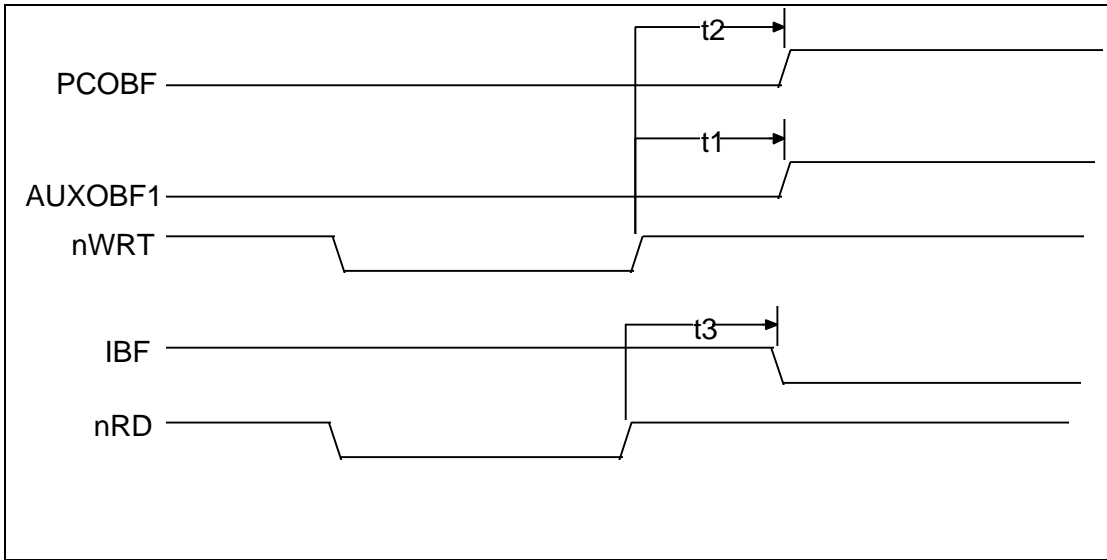 t2
PCOBF
t1
AUXOBF1
nWRT
t3
IBF
nRD